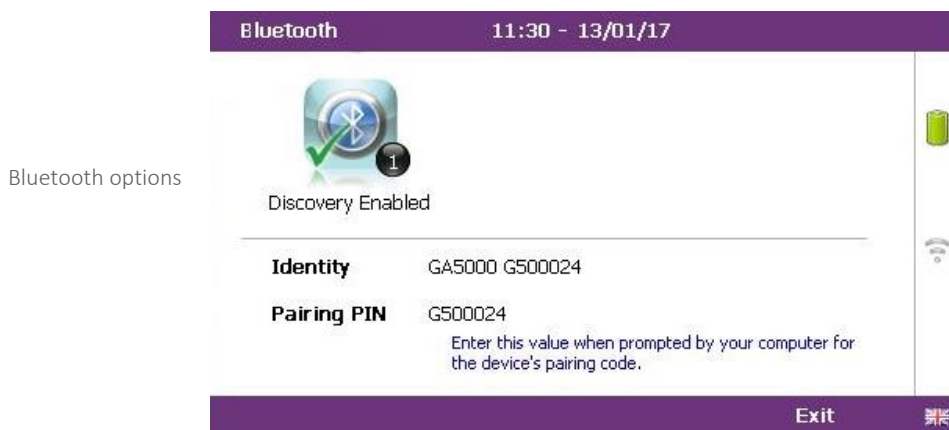 Bluetooth 11:30 - 13/01/17
1
Discovery Enabled
Bluetooth options
Identity GA5000 G500024
Pairing PIN G500024
Enter this value when prompted by your computer for
the device's pairing code.
Exit